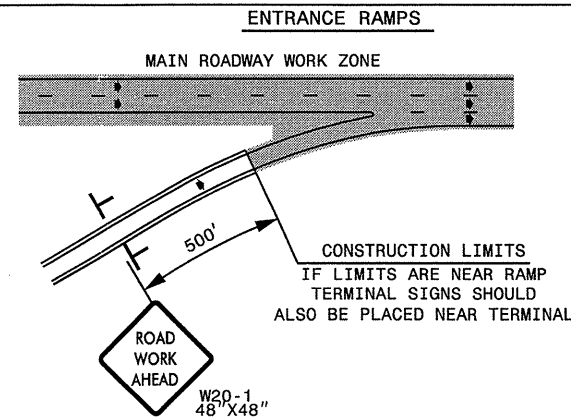 ENTRANCE RAMPS
MAIN ROADWAY WORK ZONE
500'
CONSTRUCTION LIMITS
IF LIMITS ARE NEAR RAMP
TERMINAL SIGNS SHOULD
ALSO BE PLACED NEAR TERMINAL
ROAD
WORK
AHEAD
W20-1
48"X48"